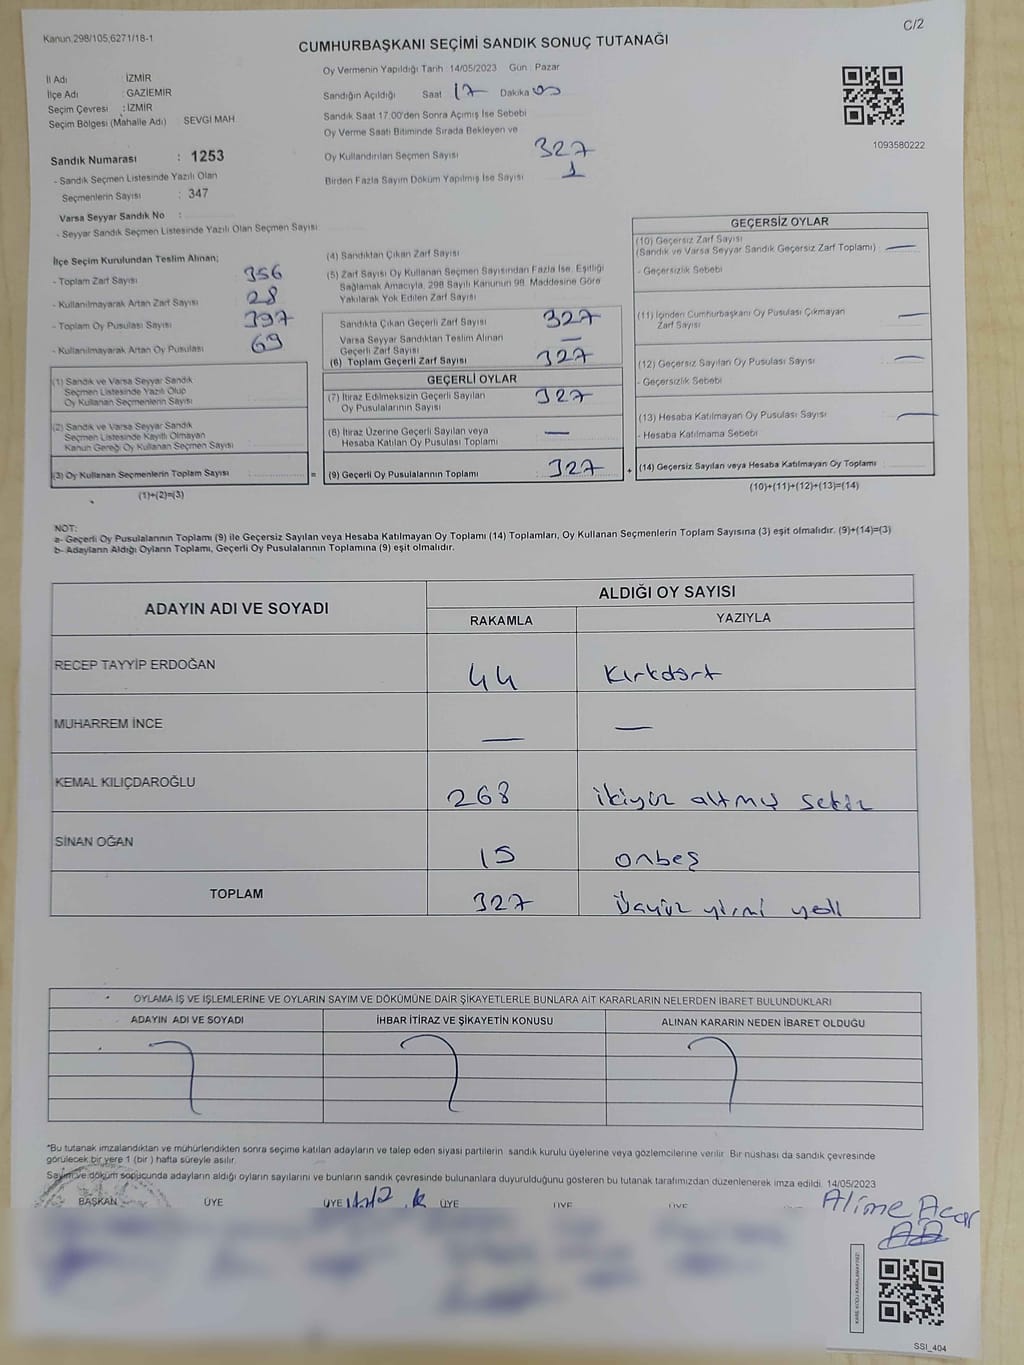 Kanun.298/105,6271/18-1
C/2
CUMHURBAŞKANI SEÇİMİ SANDIK SONUÇ TUTANAĞI
İl Adı : İZMİR
İlçe Adı : GAZİEMİR
Seçim Çevresi : İZMİR
Seçim Bölgesi (Mahalle Adı) SEVGİ MAH.
Sandık Numarası : 1253
- Sandık Seçmen Listesinde Yazılı Olan
Seçmenlerin Sayısı : 347
Varsa Seyyar Sandık No :
- Seyyar Sandık Seçmen Listesinde Yazılı Olan Seçmen Sayısı:
Oy Vermenin Yapıldığı Tarih :14/05/2023 Gün : Pazar
Sandığın Açıldığı Saat 17 Dakika 00
Sandık Saat 17.00'den Sonra Açımış İse Sebebi
Oy Verme Saati Bitiminde Sırada Bekleyen ve
Oy Kullandırılan Seçmen Sayısı 327
Birden Fazla Sayım Döküm Yapılmış İse Sayısı 1
1093580222
İlçe Seçim Kurulundan Teslim Alınan;
- Toplam Zarf Sayısı 356
- Kullanılmayarak Artan Zarf Sayısı 28
- Toplam Oy Pusulası Sayısı 397
- Kullanılmayarak Artan Oy Pusulası 69
(1) Sandık ve Varsa Seyyar Sandık
Seçmen Listesinde Yazılı Olup
Oy Kullanan Seçmenlerin Sayısı
(2) Sandık ve Varsa Seyyar Sandık
Seçmen Listesinde Kayıtlı Olmayan
Kanun Gereği Oy Kullanan Seçmen Sayısı
(3) Oy Kullanan Seçmenlerin Toplam Sayısı =
(1)+(2)=(3)
(4) Sandıktan Çıkan Zarf Sayısı
(5) Zarf Sayısı Oy Kullanan Seçmen Sayısından Fazla İse, Eşitliği
Sağlamak Amacıyla, 298 Sayılı Kanunun 98. Maddesine Göre
Yakılarak Yok Edilen Zarf Sayısı
Sandıkta Çıkan Geçerli Zarf Sayısı 327
Varsa Seyyar Sandıktan Teslim Alınan
Geçerli Zarf Sayısı —
(6) Toplam Geçerli Zarf Sayısı 327
GEÇERLİ OYLAR
(7) İtiraz Edilmeksizin Geçerli Sayılan
Oy Pusulalarının Sayısı 327
(8) İtiraz Üzerine Geçerli Sayılan veya
Hesaba Katılan Oy Pusulası Toplamı —
(9) Geçerli Oy Pusulalarının Toplamı 327 +
GEÇERSİZ OYLAR
(10) Geçersiz Zarf Sayısı
(Sandık ve Varsa Seyyar Sandık Geçersiz Zarf Toplamı) —
- Geçersizlik Sebebi
(11) İçinden Cumhurbaşkanı Oy Pusulası Çıkmayan
Zarf Sayısı —
(12) Geçersiz Sayılan Oy Pusulası Sayısı —
- Geçersizlik Sebebi
(13) Hesaba Katılmayan Oy Pusulası Sayısı —
- Hesaba Katılmama Sebebi
(14) Geçersiz Sayılan veya Hesaba Katılmayan Oy Toplamı
(10)+(11)+(12)+(13)=(14)
NOT:
a- Geçerli Oy Pusulalarının Toplamı (9) ile Geçersiz Sayılan veya Hesaba Katılmayan Oy Toplamı (14) Toplamları, Oy Kullanan Seçmenlerin Toplam Sayısına (3) eşit olmalıdır. (9)+(14)=(3)
b- Adayların Aldığı Oyların Toplamı, Geçerli Oy Pusulalarının Toplamına (9) eşit olmalıdır.
ADAYIN ADI VE SOYADI ALDIĞI OY SAYISI
RAKAMLA YAZIYLA
RECEP TAYYİP ERDOĞAN 44 Kırkdört
MUHARREM İNCE — —
KEMAL KILIÇDAROĞLU 268 ikiyüz altmış sekiz
SİNAN OĞAN 15 onbeş
TOPLAM 327 Üçyüz yirmi yedi
OYLAMA İŞ VE İŞLEMLERİNE VE OYLARIN SAYIM VE DÖKÜMÜNE DAİR ŞİKAYETLERLE BUNLARA AİT KARARLARIN NELERDEN İBARET BULUNDUKLARI
ADAYIN ADI VE SOYADI İHBAR İTİRAZ VE ŞİKAYETİN KONUSU ALINAN KARARIN NEDEN İBARET OLDUĞU
*Bu tutanak imzalandıktan ve mühürlendikten sonra seçime katılan adayların ve talep eden siyasi partilerin sandık kurulu üyelerine veya gözlemcilerine verilir. Bir nüshası da sandık çevresinde
görülecek bir yere 1 (bir ) hafta süreyle asılır.
Sayım ve döküm sonucunda adayların aldığı oyların sayılarını ve bunların sandık çevresinde bulunanlara duyurulduğunu gösteren bu tutanak tarafımızdan düzenlenerek imza edildi. 14/05/2023
BAŞKAN ÜYE ÜYE ÜYE ÜYE ÜYE
Alime Acar
SSI_404